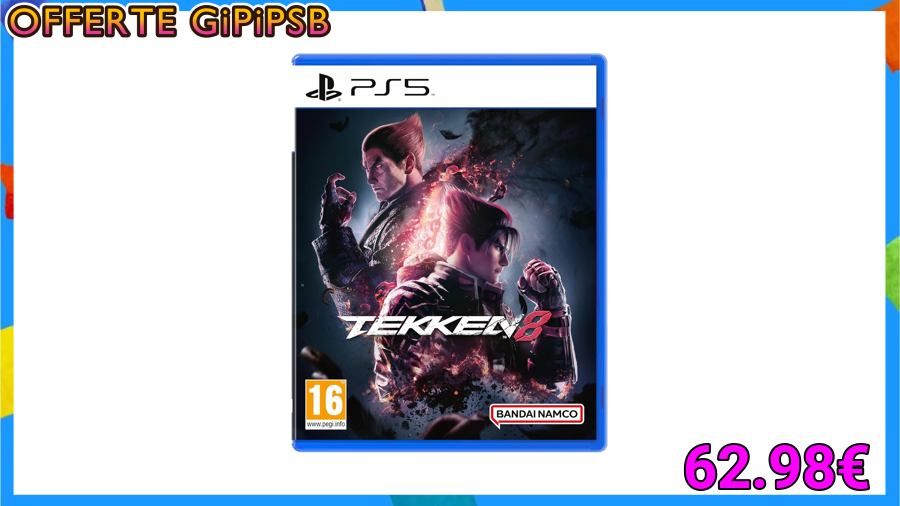 OFFERTE GiPiPSB
PS5
TEKKEN 8
16
www.pegi.info
BANDAI NAMCO
62.98€